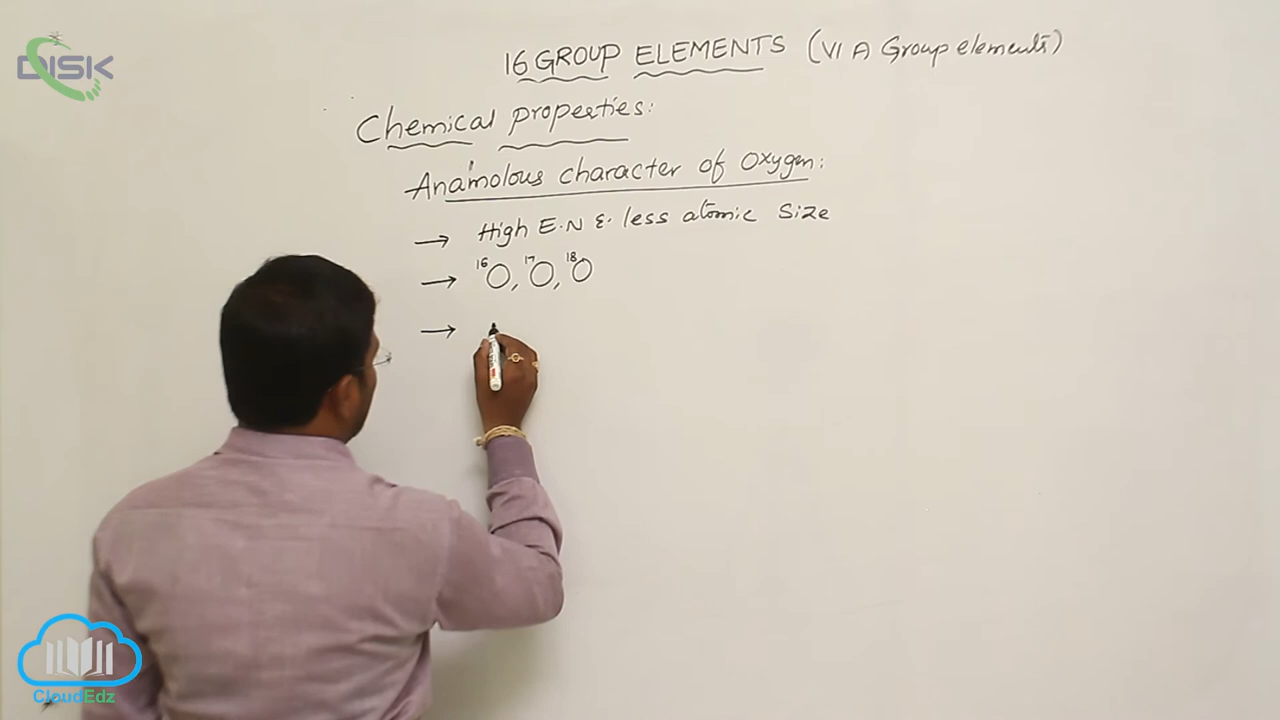 DISK
16 GROUP ELEMENTS (VI A Group elements)
Chemical properties:
Anamolous character of Oxygen:
→ High E.N & less atomic Size
→ ¹⁶O, ¹⁷O, ¹⁸O
→
CloudEdz